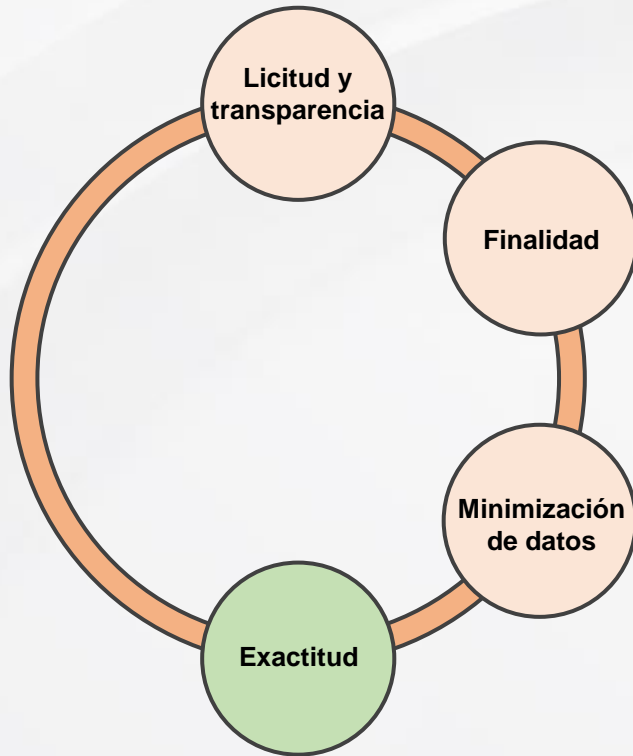 Licitud y
transparencia
Finalidad
Minimización
de datos
Exactitud